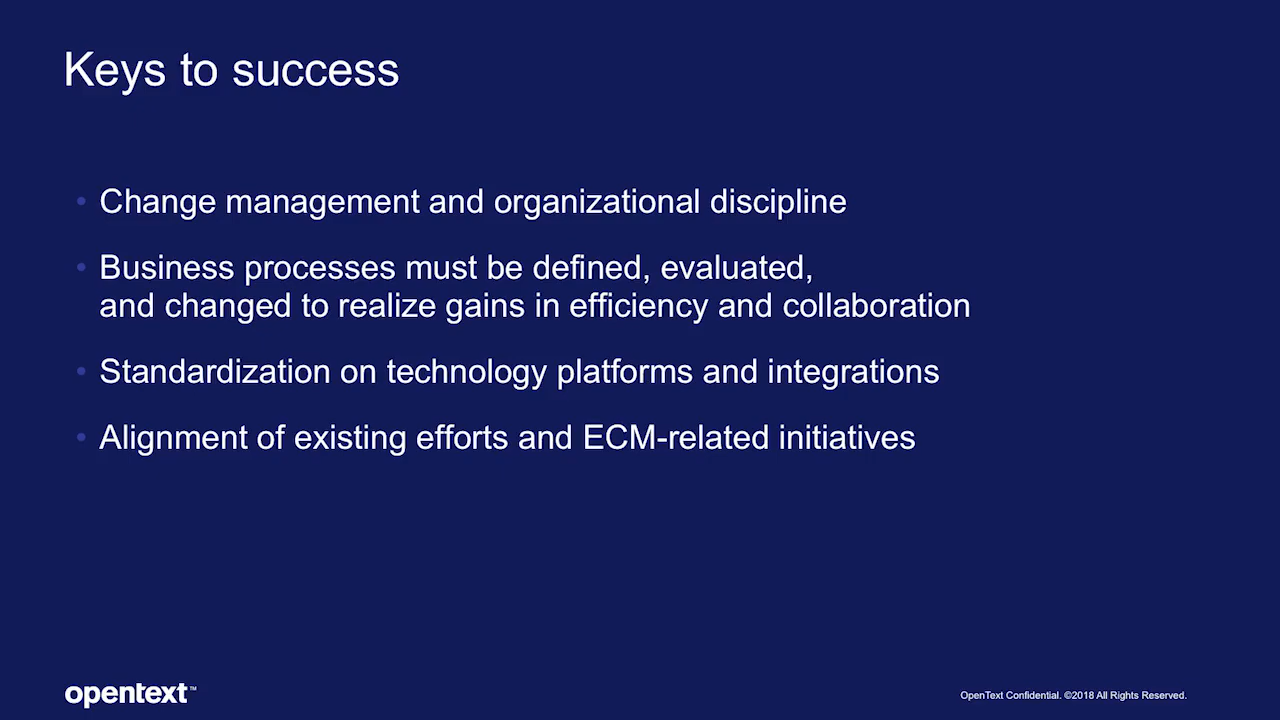 Keys to success
• Change management and organizational discipline
• Business processes must be defined, evaluated,
and changed to realize gains in efficiency and collaboration
• Standardization on technology platforms and integrations
• Alignment of existing efforts and ECM-related initiatives
opentext™
OpenText Confidential. ©2018 All Rights Reserved.